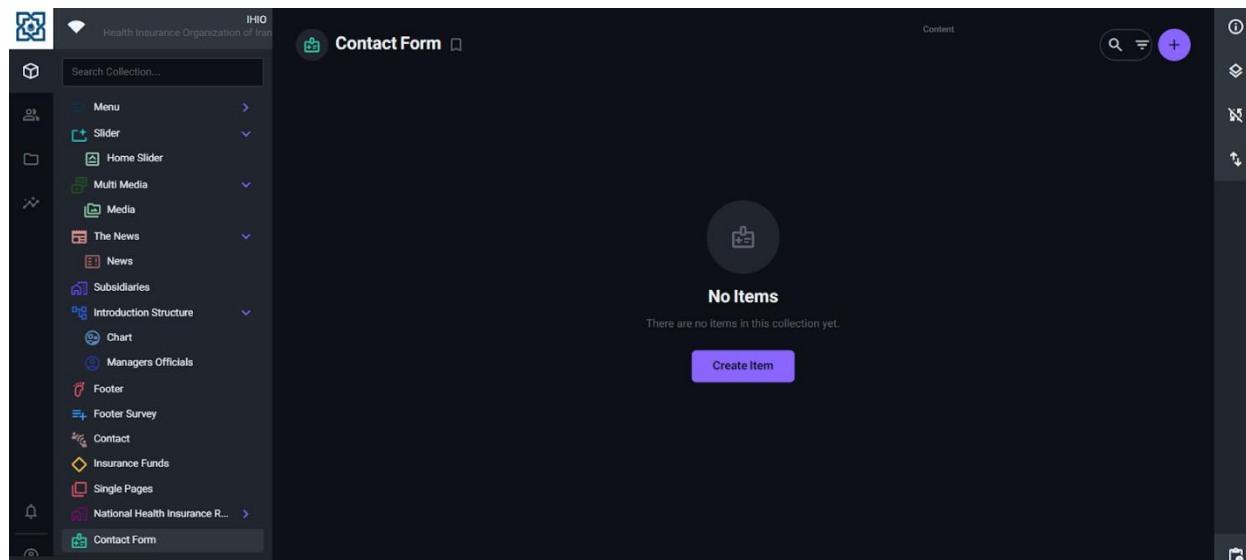 IHIO
Health Insurance Organization of Iran
Search Collection...
Menu
Slider
Home Slider
Multi Media
Media
The News
News
Subsidiaries
Introduction Structure
Chart
Managers Officials
Footer
Footer Survey
Contact
Insurance Funds
Single Pages
National Health Insurance R...
Contact Form
Content
Contact Form
No Items
There are no items in this collection yet.
Create Item